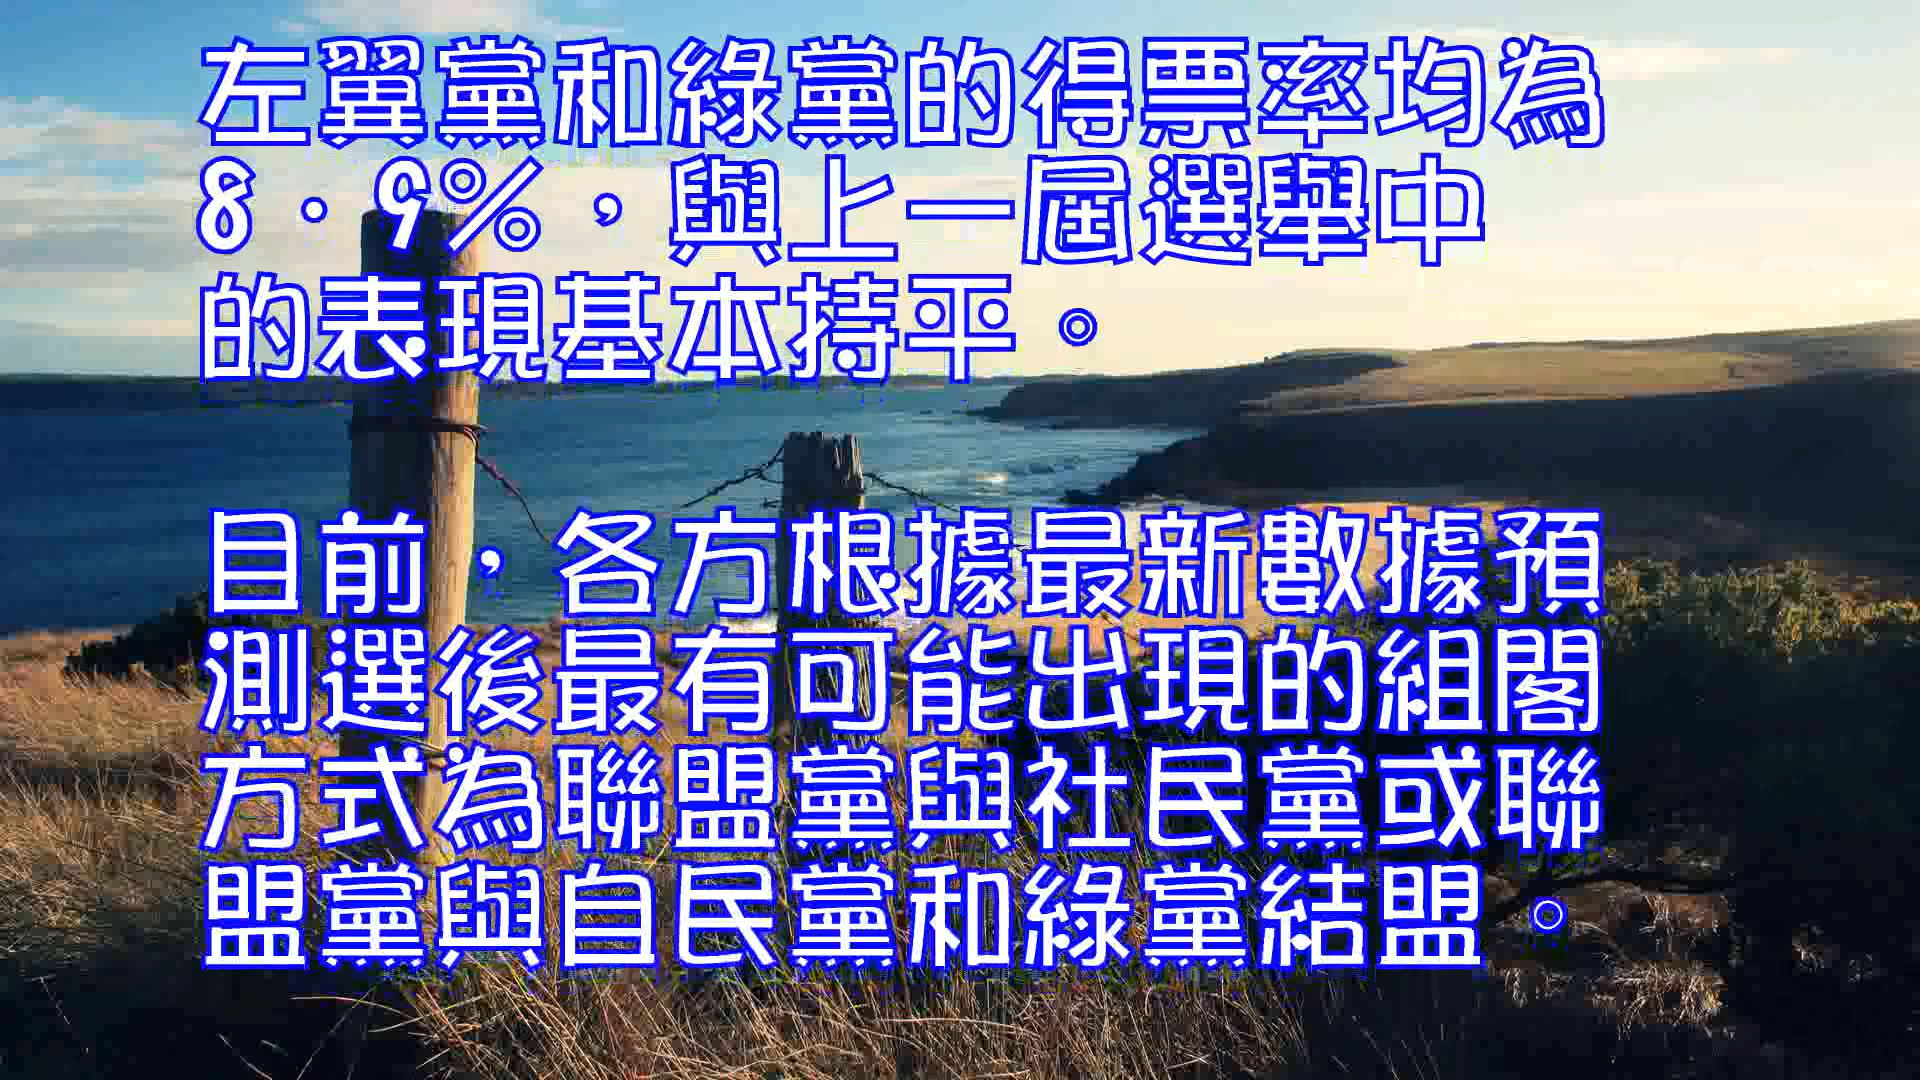 左翼黨和綠黨的得票率均為
8．9%，與上一屆選舉中
的表現基本持平。
目前，各方根據最新數據預
測選後最有可能出現的組閣
方式為聯盟黨與社民黨或聯
盟黨與自民黨和綠黨結盟。